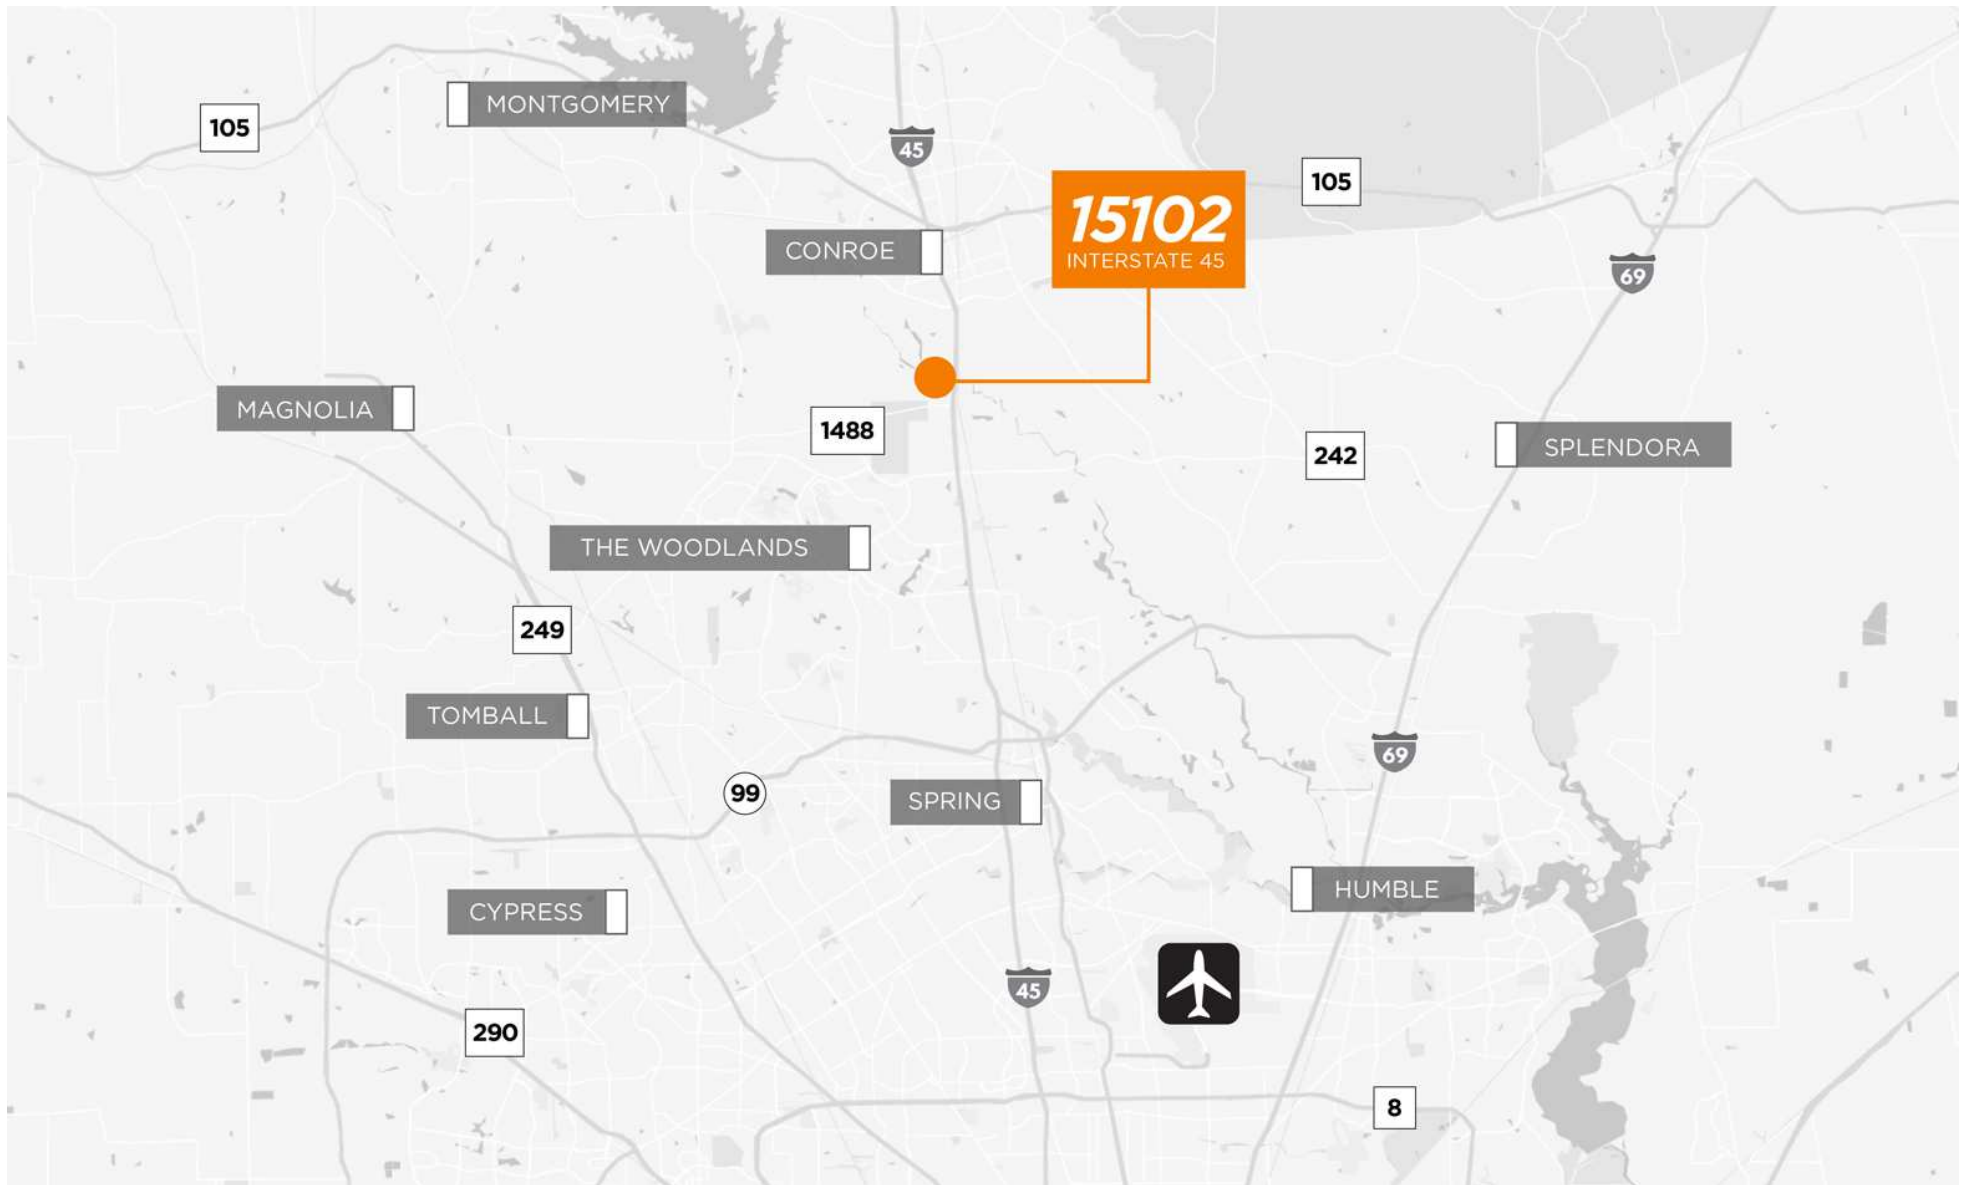 MONTGOMERY
105
45
105
15102
INTERSTATE 45
CONROE
69
MAGNOLIA
1488
242
SPLENDORA
THE WOODLANDS
249
TOMBALL
69
99
SPRING
HUMBLE
CYPRESS
45
290
8